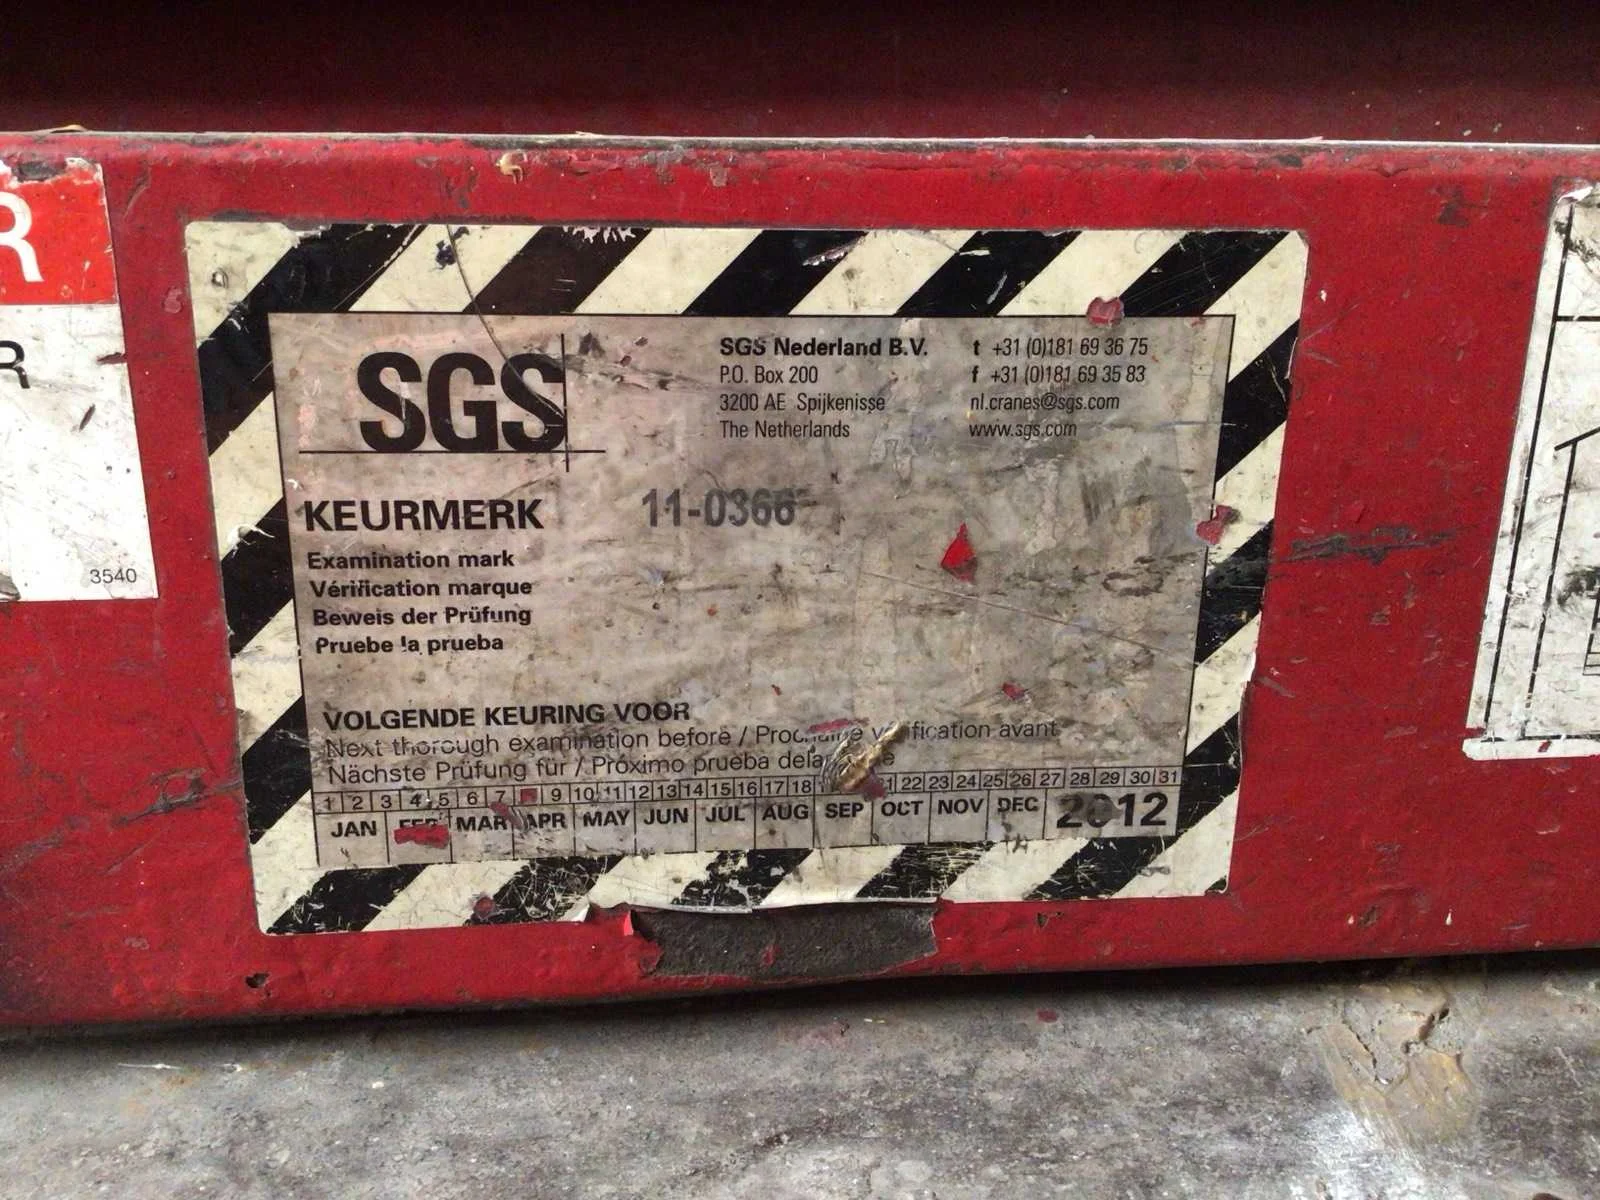 R
R
3540
SGS
SGS Nederland B.V.
P.O. Box 200
3200 AE Spijkenisse
The Netherlands
t +31 (0)181 69 36 75
f +31 (0)181 69 35 83
nl.cranes@sgs.com
www.sgs.com
KEURMERK 11-0366
Examination mark
Vérification marque
Beweis der Prüfung
Pruebe la prueba
VOLGENDE KEURING VOOR
Next thorough examination before / Prochaine vérification avant
Nächste Prüfung für / Próximo prueba
1 2 3 4 5 6 7 9 10 11 12 13 14 15 16 17 18 22 23 24 25 26 27 28 29 30 31
JAN FEB MAR APR MAY JUN JUL AUG SEP OCT NOV DEC 2012